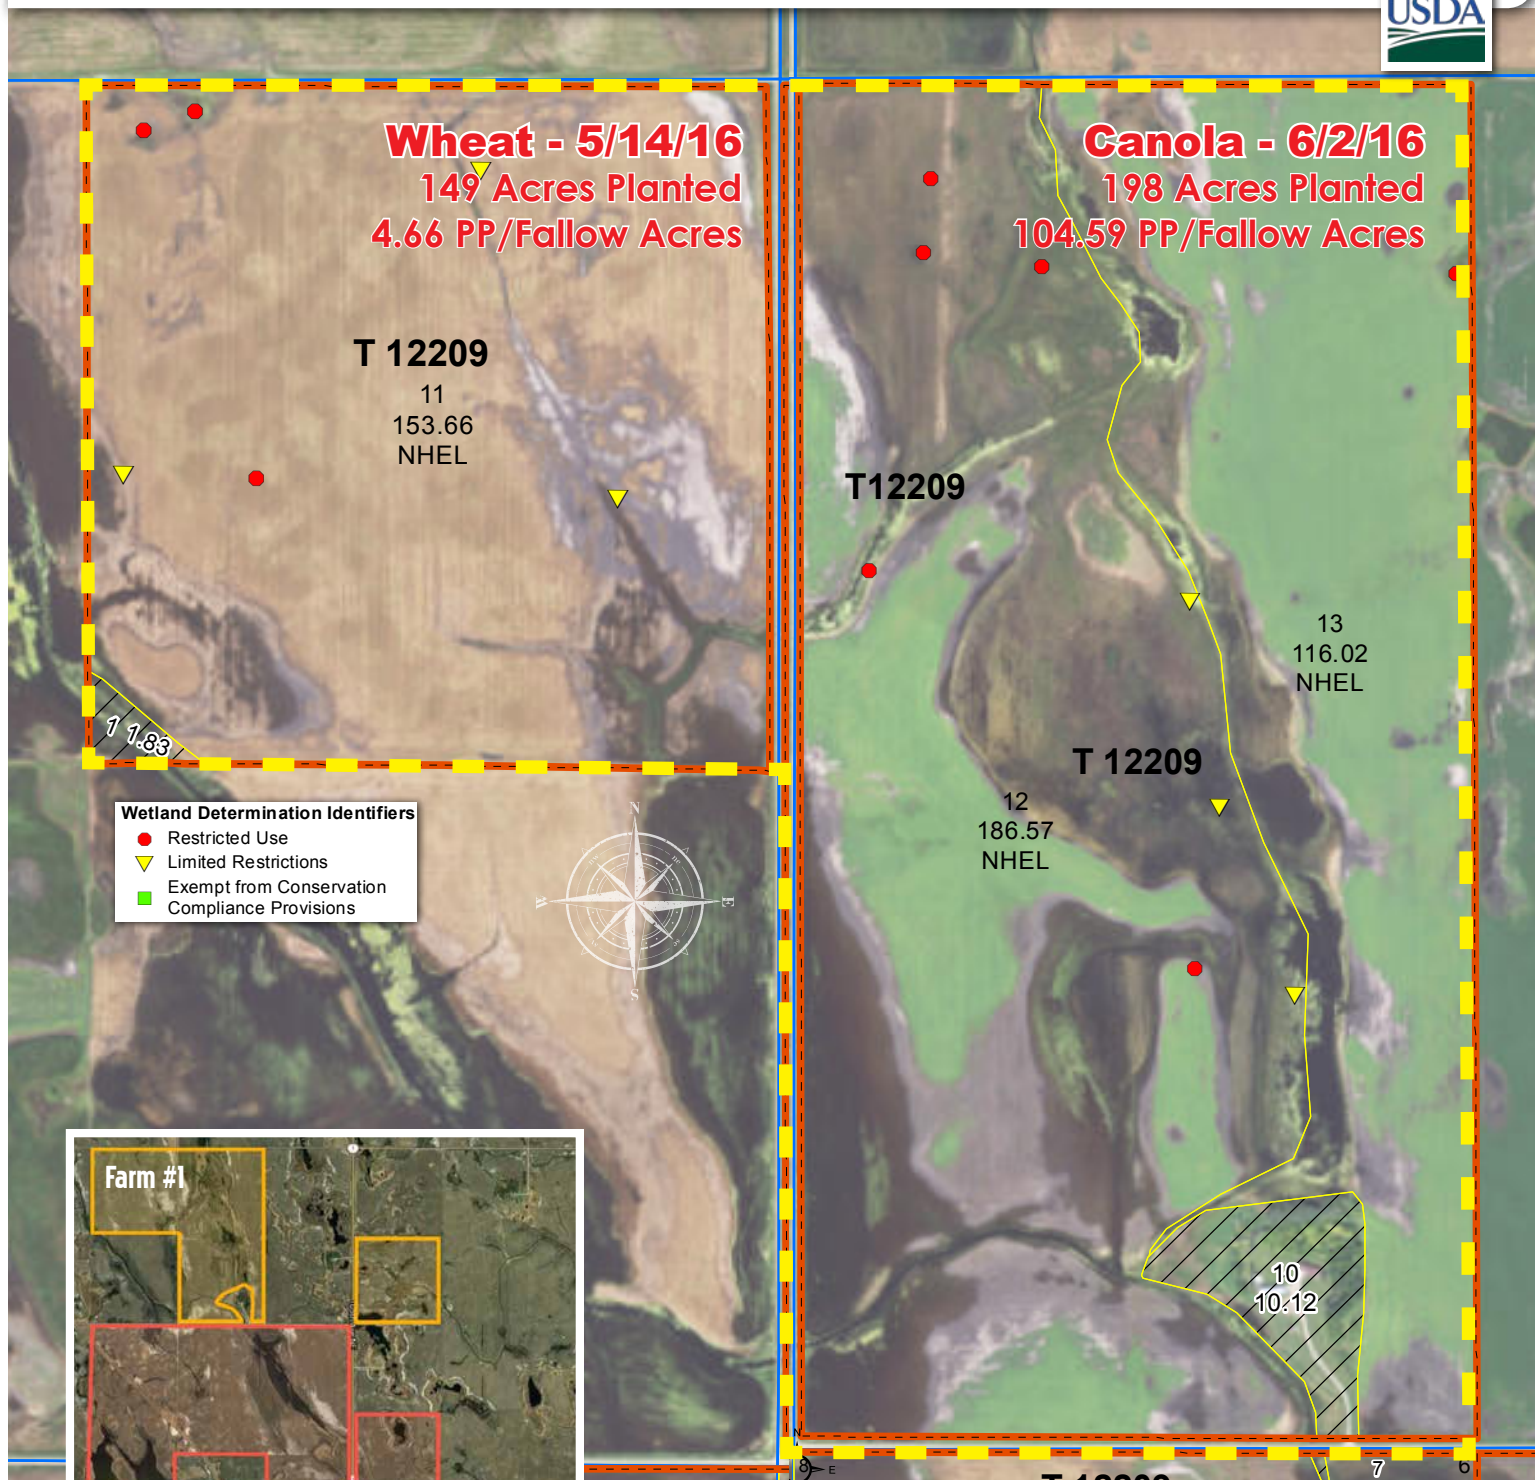 USDA
Wheat - 5/14/16
149 Acres Planted
4.66 PP/Fallow Acres
Canola - 6/2/16
198 Acres Planted
104.59 PP/Fallow Acres
T 12209
11
153.66
NHEL
T12209
13
116.02
NHEL
1 1.83
T 12209
12
186.57
NHEL
Wetland Determination Identifiers
Restricted Use
Limited Restrictions
Exempt from Conservation
Compliance Provisions
N
E
S
Farm #1
10
10.12
8
E
7
6